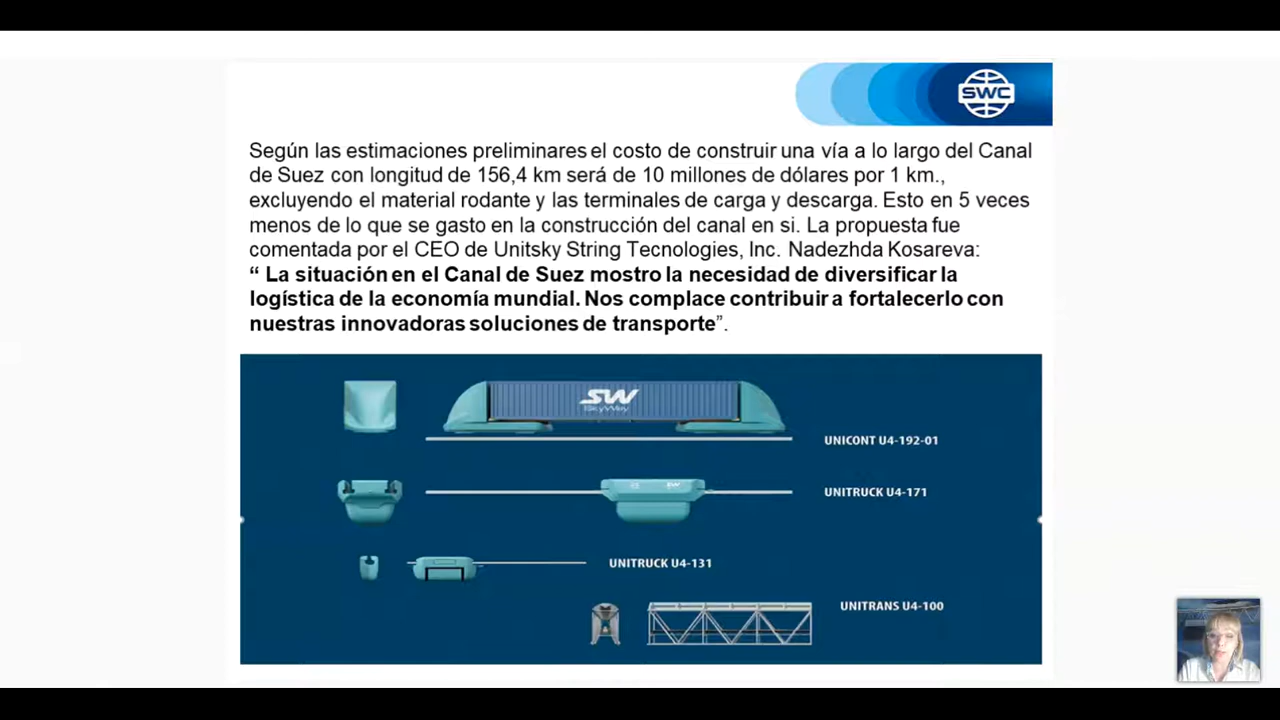 SWC
Según las estimaciones preliminares el costo de construir una vía a lo largo del Canal
de Suez con longitud de 156,4 km será de 10 millones de dólares por 1 km.,
excluyendo el material rodante y las terminales de carga y descarga. Esto en 5 veces
menos de lo que se gasto en la construcción del canal en si. La propuesta fue
comentada por el CEO de Unitsky String Tecnologies, Inc. Nadezhda Kosareva:
“ La situación en el Canal de Suez mostro la necesidad de diversificar la
logística de la economía mundial. Nos complace contribuir a fortalecerlo con
nuestras innovadoras soluciones de transporte”.
SW
SkyWay
UNICONT U4-192-01
SW
UNITRUCK U4-171
UNITRUCK U4-131
UNITRANS U4-100